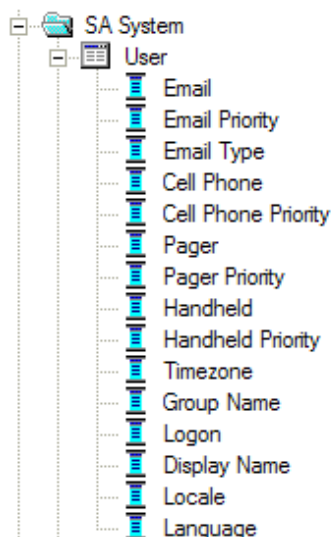 SA System
User
Email
Email Priority
Email Type
Cell Phone
Cell Phone Priority
Pager
Pager Priority
Handheld
Handheld Priority
Timezone
Group Name
Logon
Display Name
Locale
Language